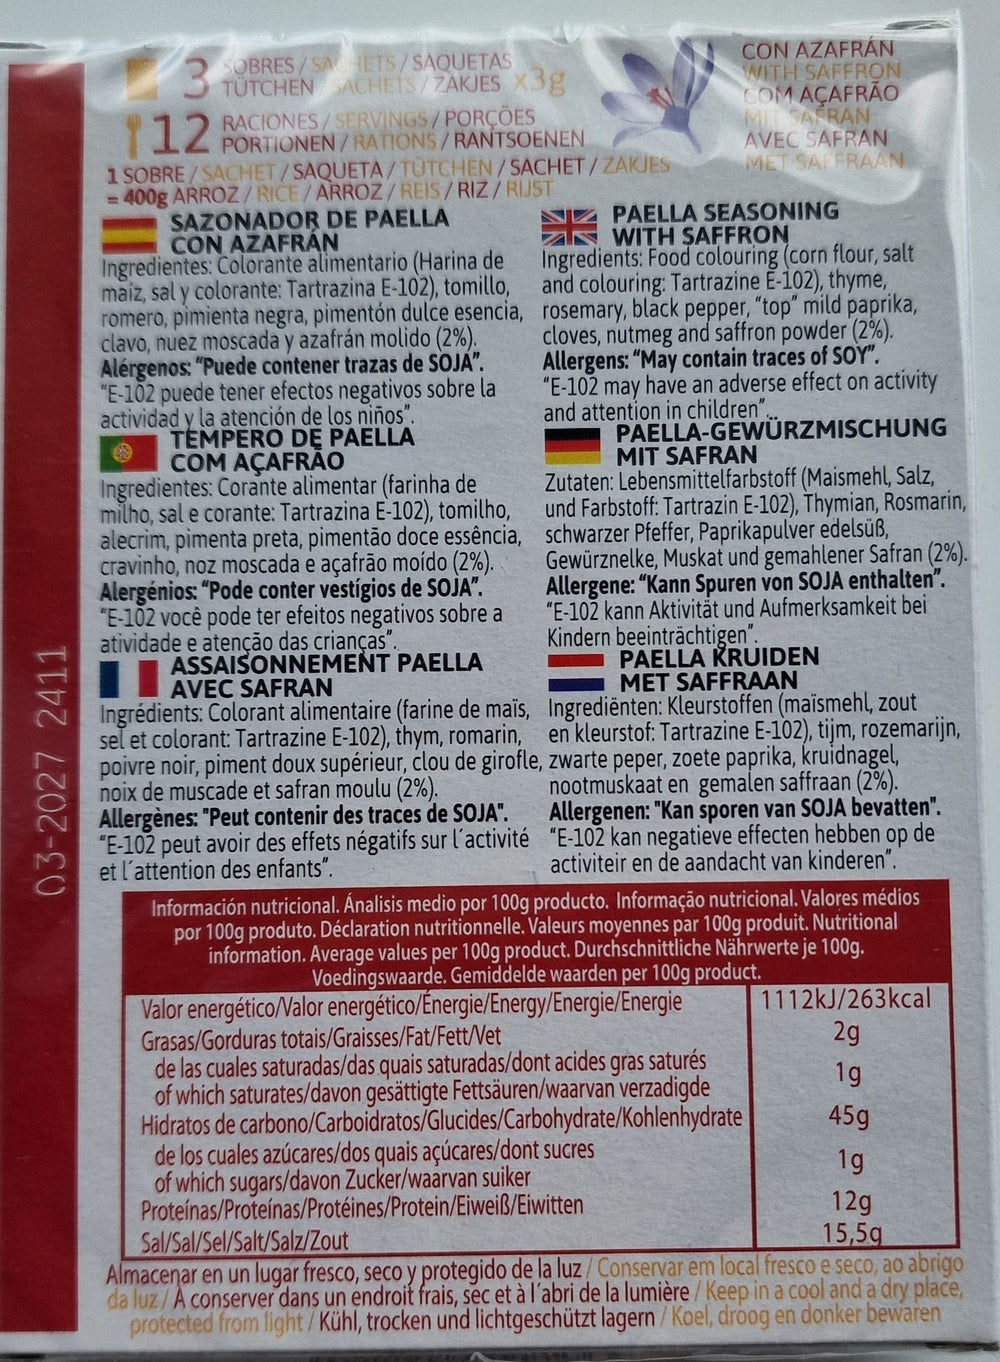 3 SOBRES / SACHETS / SAQUETAS
TÜTCHEN / SACHETS / ZAKJES x3g
12 RACIONES / SERVINGS / PORÇÕES
PORTIONEN / RATIONS / RANTSOENEN
1 SOBRE / SACHET / SAQUETA / TÜTCHEN / SACHET / ZAKJES
= 400g ARROZ / RICE / ARROZ / REIS / RIZ / RIJST
CON AZAFRÁN
WITH SAFFRON
COM AÇAFRÃO
MIT SAFRAN
AVEC SAFRAN
MET SAFFRAAN
SAZONADOR DE PAELLA
CON AZAFRÁN
Ingredientes: Colorante alimentario (Harina de
maíz, sal y colorante: Tartrazina E-102), tomillo,
romero, pimienta negra, pimentón dulce esencia,
clavo, nuez moscada y azafrán molido (2%).
Alérgenos: "Puede contener trazas de SOJA".
"E-102 puede tener efectos negativos sobre la
actividad y la atención de los niños".
PAELLA SEASONING
WITH SAFFRON
Ingredients: Food colouring (corn flour, salt
and colouring: Tartrazine E-102), thyme,
rosemary, black pepper, "top" mild paprika,
cloves, nutmeg and saffron powder (2%).
Allergens: "May contain traces of SOY".
"E-102 may have an adverse effect on activity
and attention in children".
TEMPERO DE PAELLA
COM AÇAFRÃO
Ingredientes: Corante alimentar (farinha de
milho, sal e corante: Tartrazina E-102), tomilho,
alecrim, pimenta preta, pimentão doce essência,
cravinho, noz moscada e açafrão moído (2%).
Alergénios: "Pode conter vestígios de SOJA".
"E-102 você pode ter efeitos negativos sobre a
atividade e atenção das crianças".
PAELLA-GEWÜRZMISCHUNG
MIT SAFRAN
Zutaten: Lebensmittelfarbstoff (Maismehl, Salz,
und Farbstoff: Tartrazin E-102), Thymian, Rosmarin,
schwarzer Pfeffer, Paprikapulver edelsüß,
Gewürznelke, Muskat und gemahlener Safran (2%).
Allergene: "Kann Spuren von SOJA enthalten".
"E-102 kann Aktivität und Aufmerksamkeit bei
Kindern beeinträchtigen".
ASSAISONNEMENT PAELLA
AVEC SAFRAN
Ingrédients: Colorant alimentaire (farine de maïs,
sel et colorant: Tartrazine E-102), thym, romarin,
poivre noir, piment doux supérieur, clou de girofle,
noix de muscade et safran moulu (2%).
Allergènes: "Peut contenir des traces de SOJA".
"E-102 peut avoir des effets négatifs sur l´activité
et l´attention des enfants".
PAELLA KRUIDEN
MET SAFFRAAN
Ingrediënten: Kleurstoffen (maïsmehl, zout
en kleurstof: Tartrazine E-102), tijm, rozemarijn,
zwarte peper, zoete paprika, kruidnagel,
nootmuskaat en gemalen saffraan (2%).
Allergenen: "Kan sporen van SOJA bevatten".
"E-102 kan negatieve effecten hebben op de
activiteir en de aandacht van kinderen".
03-2027 2411
Información nutricional. Ánalisis medio por 100g producto. Informação nutricional. Valores médios
por 100g produto. Déclaration nutritionnelle. Valeurs moyennes par 100g produit. Nutritional
information. Average values per 100g product. Durchschnittliche Nährwerte je 100g.
Voedingswaarde. Gemiddelde waarden per 100g product.
Valor energético/Valor energético/Énergie/Energy/Energie/Energie 1112kJ/263kcal
Grasas/Gorduras totais/Graisses/Fat/Fett/Vet 2g
de las cuales saturadas/das quais saturadas/dont acides gras saturés
of which saturates/davon gesättigte Fettsäuren/waarvan verzadigde 1g
Hidratos de carbono/Carboidratos/Glucides/Carbohydrate/Kohlenhydrate 45g
de los cuales azúcares/dos quais açúcares/dont sucres
of which sugars/davon Zucker/waarvan suiker 1g
Proteínas/Proteínas/Protéines/Protein/Eiweiß/Eiwitten 12g
Sal/Sal/Sel/Salt/Salz/Zout 15,5g
Almacenar en un lugar fresco, seco y protegido de la luz / Conservar em local fresco e seco, ao abrigo
da luz / À conserver dans un endroit frais, sec et à l´abri de la lumière / Keep in a cool and a dry place,
protected from light / Kühl, trocken und lichtgeschützt lagern / Koel, droog en donker bewaren